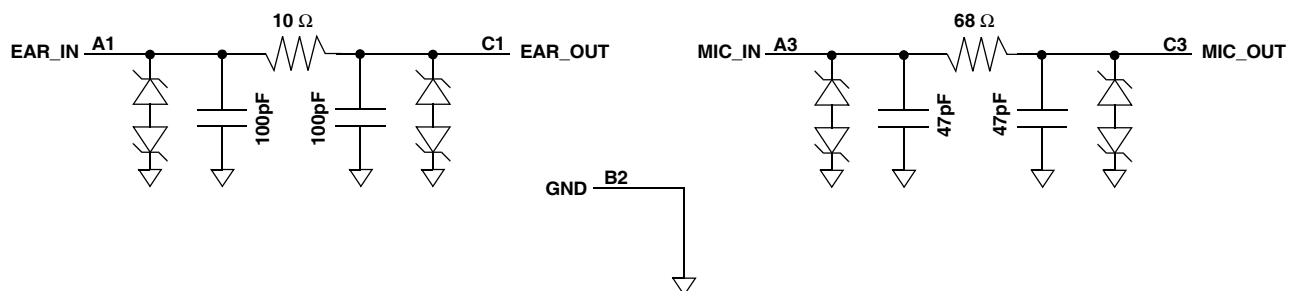 10 Ω
EAR_IN A1 C1 EAR_OUT
100pF 100pF
68 Ω
MIC_IN A3 C3 MIC_OUT
47pF 47pF
GND B2